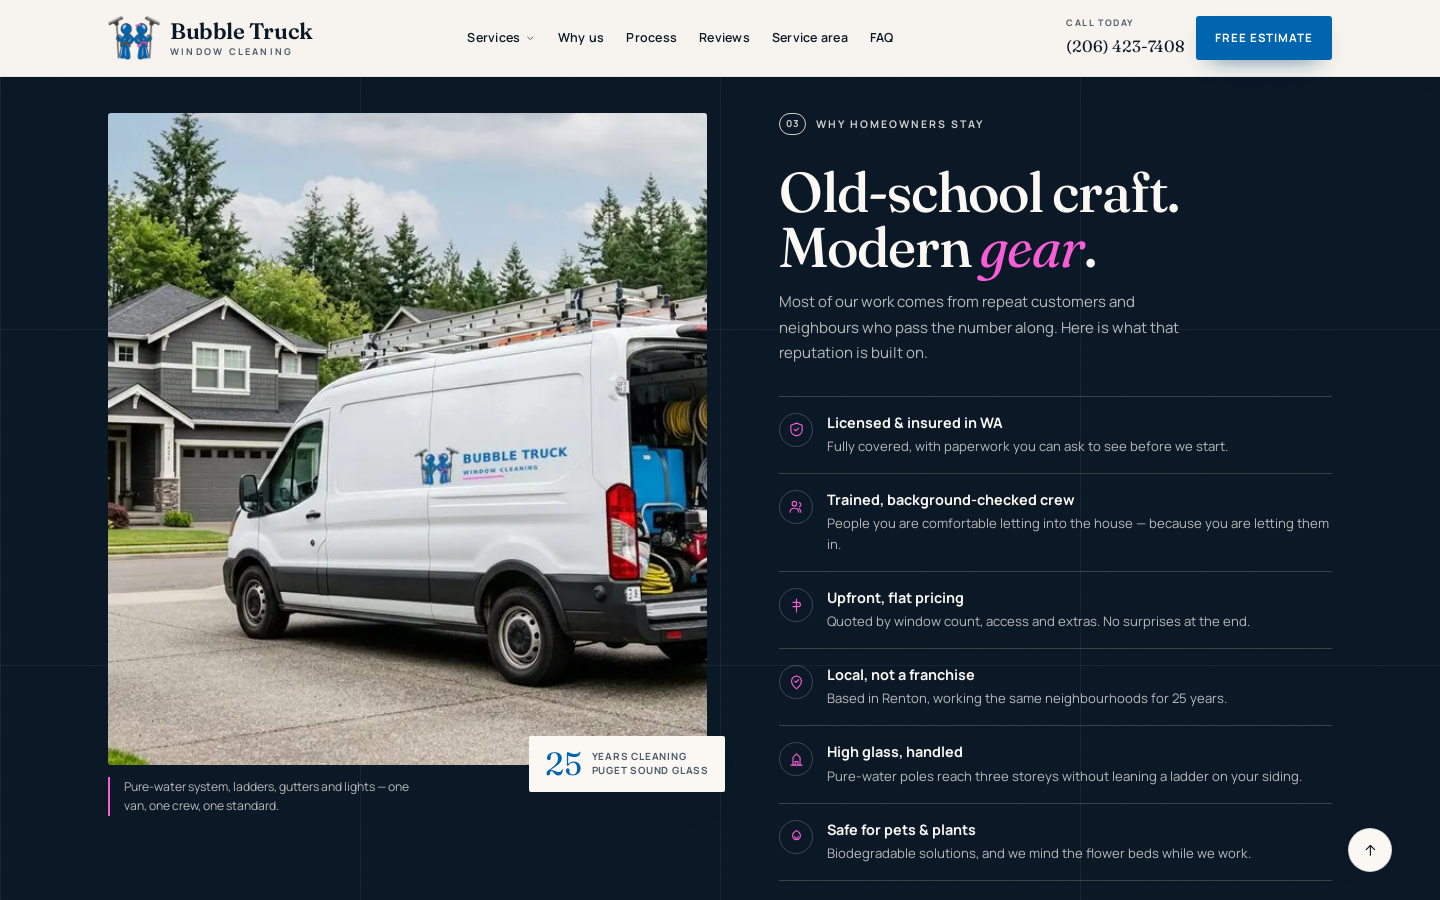 Bubble Truck
WINDOW CLEANING
Services
Why us
Process
Reviews
Service area
FAQ
CALL TODAY
(206) 423-7408
FREE ESTIMATE
BUBBLE TRUCK
WINDOW CLEANING
25
YEARS CLEANING
PUGET SOUND GLASS
Pure-water system, ladders, gutters and lights — one
van, one crew, one standard.
03
WHY HOMEOWNERS STAY
Old-school craft.
Modern gear.
Most of our work comes from repeat customers and
neighbours who pass the number along. Here is what that
reputation is built on.
Licensed & insured in WA
Fully covered, with paperwork you can ask to see before we start.
Trained, background-checked crew
People you are comfortable letting into the house — because you are letting them
in.
Upfront, flat pricing
Quoted by window count, access and extras. No surprises at the end.
Local, not a franchise
Based in Renton, working the same neighbourhoods for 25 years.
High glass, handled
Pure-water poles reach three storeys without leaning a ladder on your siding.
Safe for pets & plants
Biodegradable solutions, and we mind the flower beds while we work.